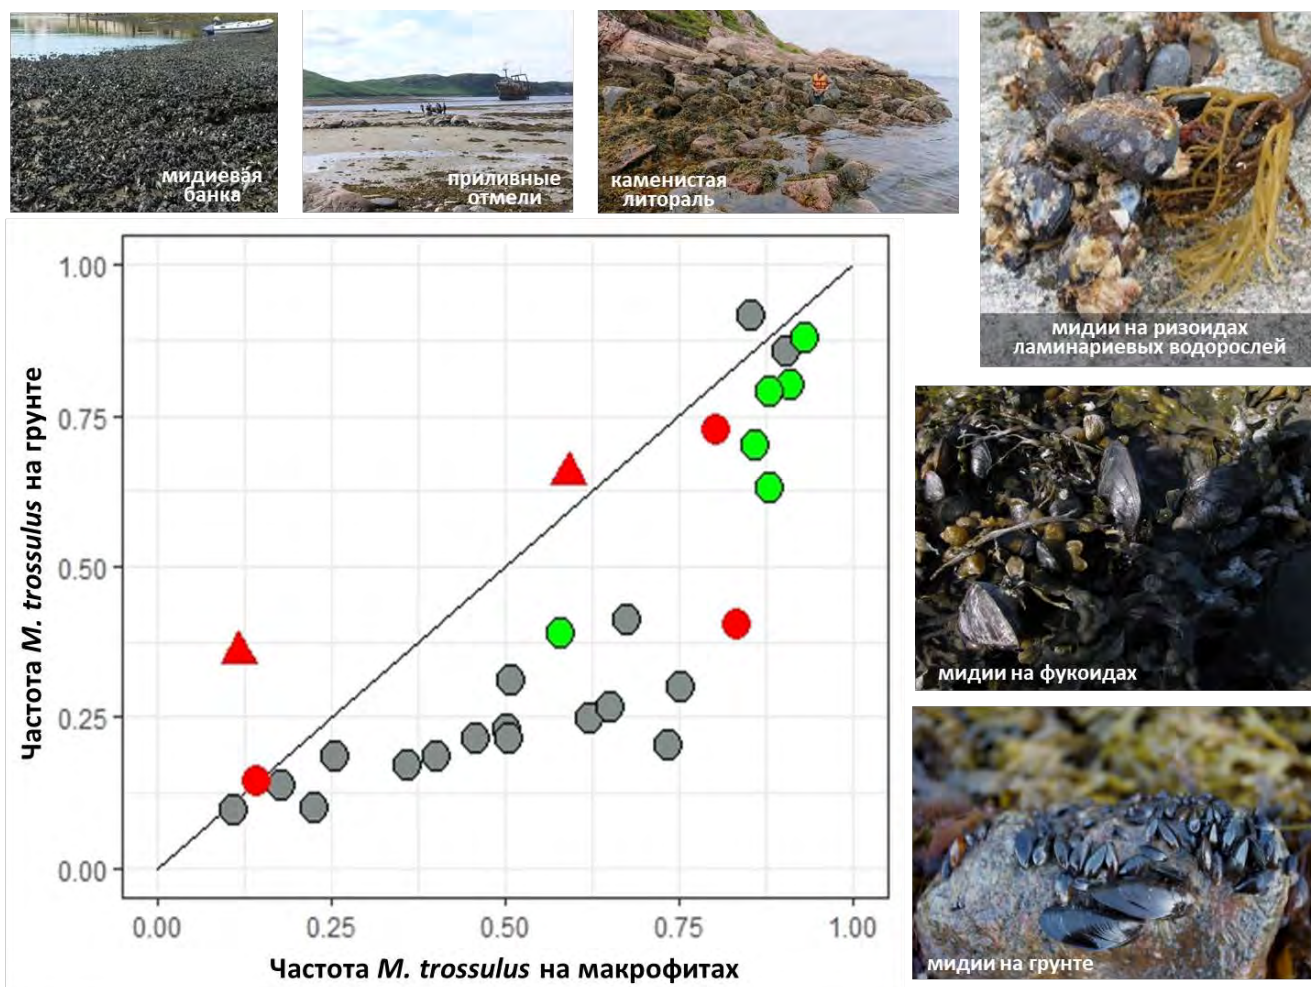 мидиевая
банка
приливные
отмели
каменистая
литораль
мидии на ризоидах
ламинариевых водорослей
мидии на фукоидах
мидии на грунте
Частота M. trossulus на грунте
1.00
0.75
0.50
0.25
0.00
0.00 0.25 0.50 0.75 1.00
Частота M. trossulus на макрофитах